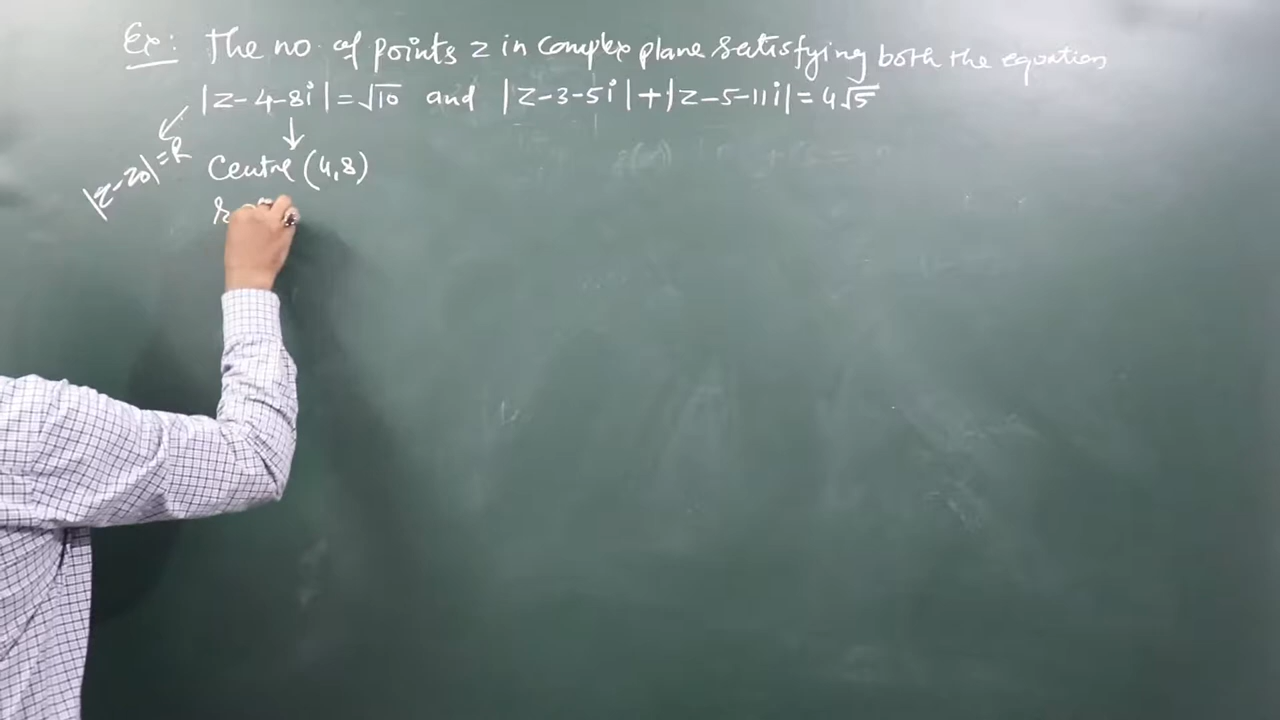 Ex: The no. of points z in complex plane satisfying both the equation
|z-4-8i|=√10 and |z-3-5i|+|z-5-11i|=4√5
|z-z0|=R
Centre (4,8)